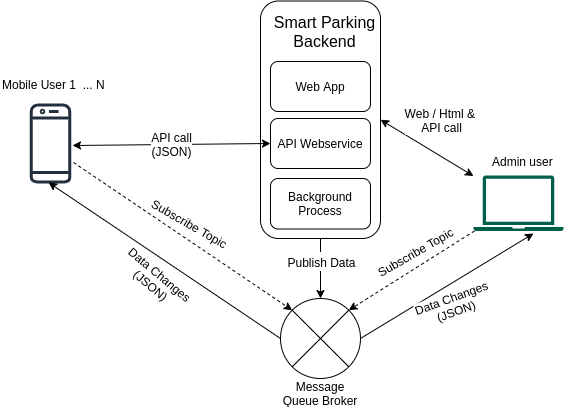 Smart Parking
Backend
Web App
Mobile User 1 ... N
API call
(JSON)
API Webservice
Web / Html &
API call
Admin user
Background
Process
Subscribe Topic
Subscribe Topic
Publish Data
Data Changes
(JSON)
Data Changes
(JSON)
Message
Queue Broker